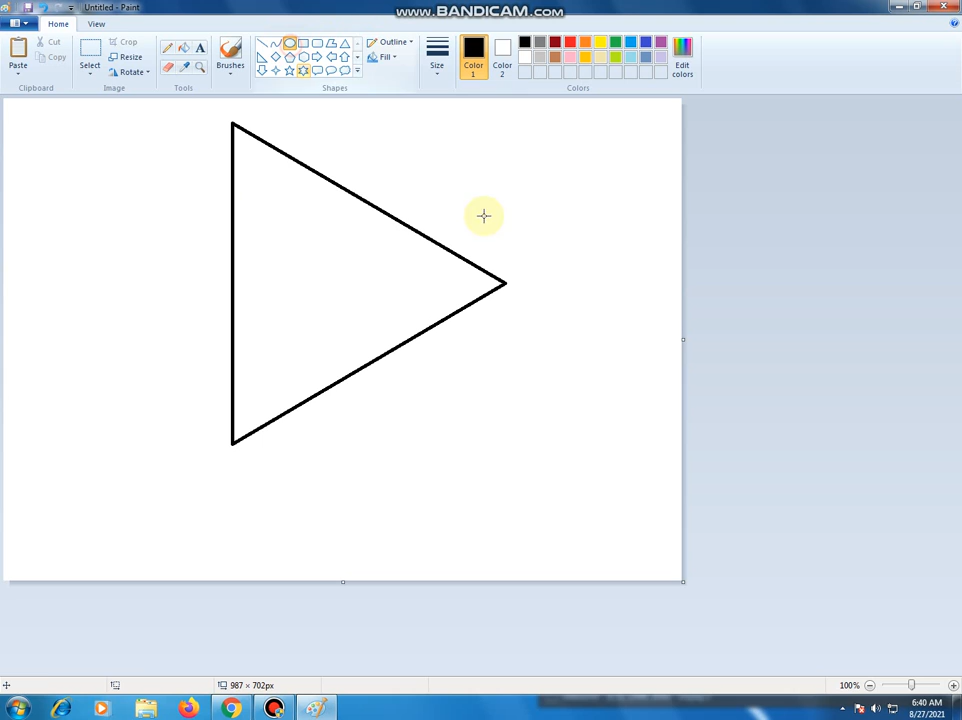 www.BANDICAM.com
Untitled - Paint
Home View
Paste
Cut
Copy
Clipboard
Select
Crop
Resize
Rotate
Image
Tools
Brushes
Shapes
Outline
Fill
Size
Color 1
Color 2
Edit colors
Colors
987 × 702px
100%
6:40 AM
8/27/2021